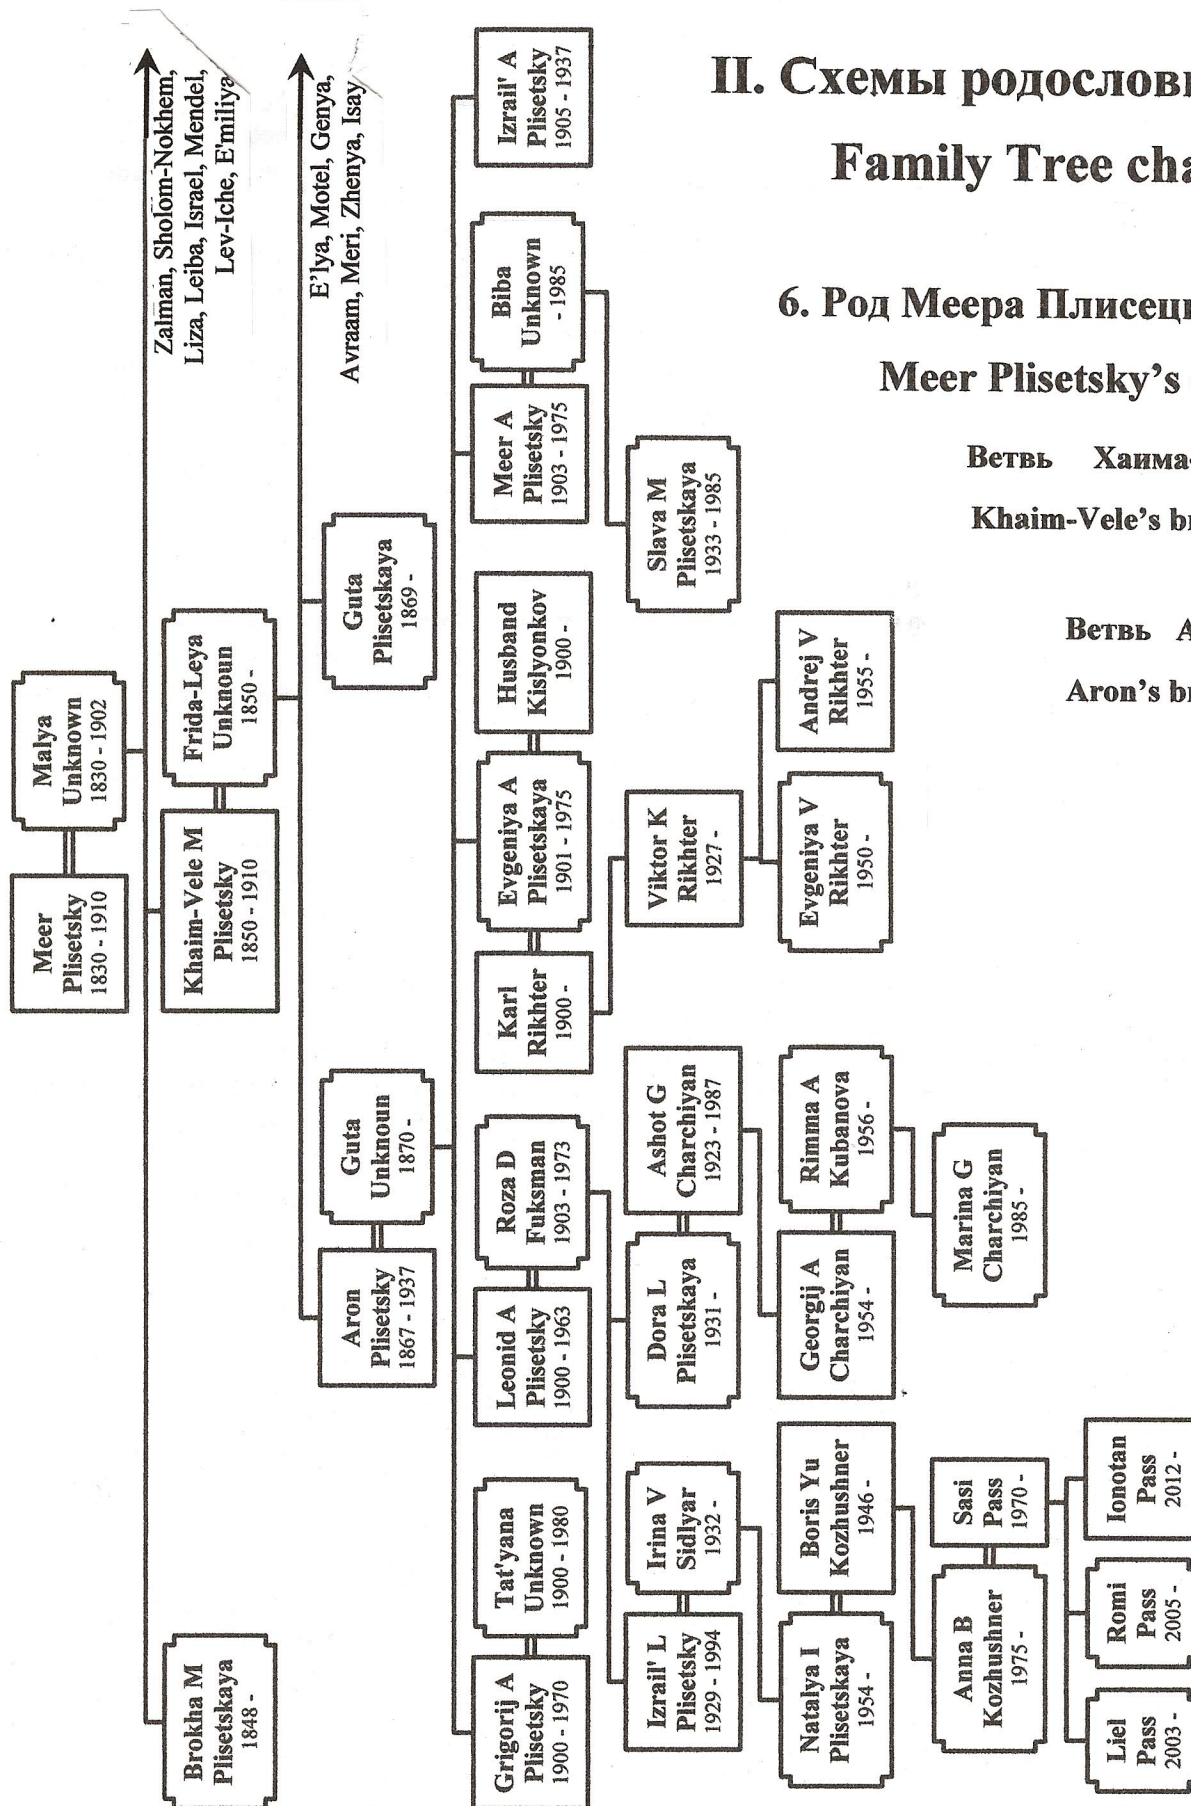 II. Схемы
Family Tree
6. Род Меера
Meer Plisetsky's
Ветвь
Khaim-Vele's
Ветвь
Aron's
Meer
Plisetsky
1830 - 1910
Malya
Unknown
1830 - 1902
Zalman, Sholom-Nokhem,
Liza, Leiba, Israel, Mendel,
Lev-Iche, E'miliya
Brokha M
Plisetskaya
1848 -
Khaim-Vele M
Plisetsky
1850 - 1910
Frida-Leya
Unknoun
1850 -
E'lya, Motel, Genya,
Avraam, Meri, Zhenya, Isay,
Aron
Plisetsky
1867 - 1937
Guta
Unknoun
1870 -
Guta
Plisetskaya
1869 -
Grigorij A
Plisetsky
1900 - 1970
Tat'yana
Unknown
1900 - 1980
Leonid A
Plisetsky
1900 - 1963
Roza D
Fuksman
1903 - 1973
Karl
Rikhter
1900 -
Evgeniya A
Plisetskaya
1901 - 1975
Husband
Kislyonkov
1900 -
Meer A
Plisetsky
1903 - 1975
Biba
Unknown
- 1985
Izrail' A
Plisetsky
1905 - 1937
Izrail' L
Plisetsky
1929 - 1994
Irina V
Sidlyar
1932 -
Dora L
Plisetskaya
1931 -
Ashot G
Charchiyan
1923 - 1987
Viktor K
Rikhter
1927 -
Slava M
Plisetskaya
1933 - 1985
Natalya I
Plisetskaya
1954 -
Boris Yu
Kozhushner
1946 -
Georgij A
Charchiyan
1954 -
Rimma A
Kubanova
1956 -
Evgeniya V
Rikhter
1950 -
Andrej V
Rikhter
1955 -
Anna B
Kozhushner
1975 -
Sasi
Pass
1970 -
Marina G
Charchiyan
1985 -
Liel
Pass
2003 -
Romi
Pass
2005 -
Ionotan
Pass
2012 -